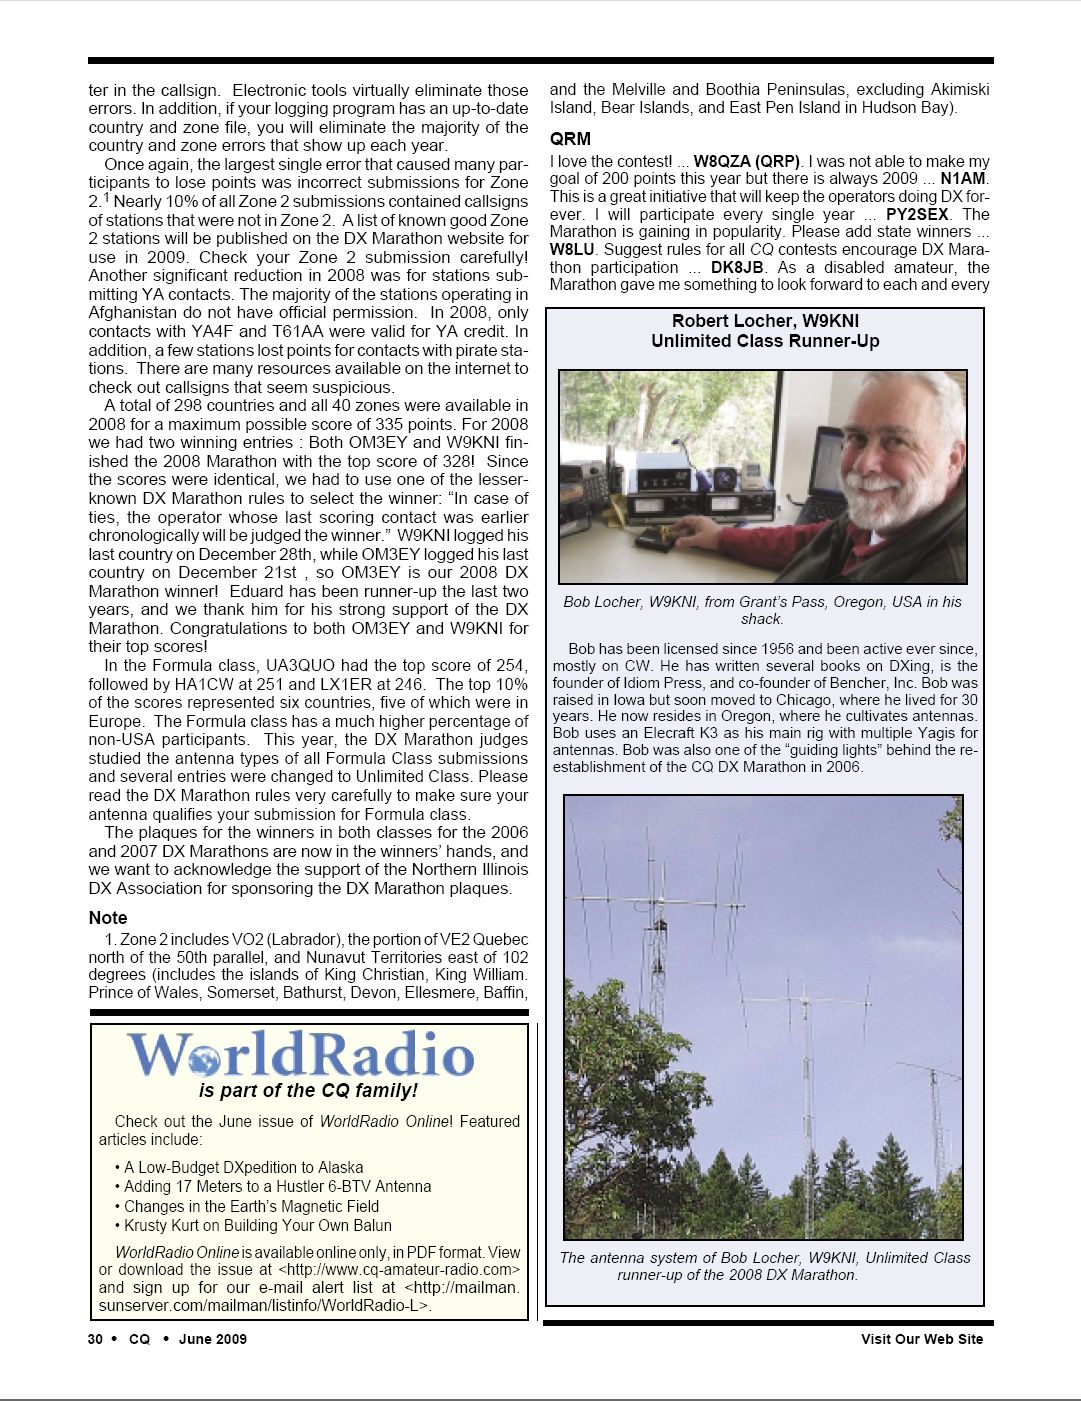 ter in the callsign. Electronic tools virtually eliminate those
errors. In addition, if your logging program has an up-to-date
country and zone file, you will eliminate the majority of the
country and zone errors that show up each year.
Once again, the largest single error that caused many par-
ticipants to lose points was incorrect submissions for Zone
2.1 Nearly 10% of all Zone 2 submissions contained callsigns
of stations that were not in Zone 2. A list of known good Zone
2 stations will be published on the DX Marathon website for
use in 2009. Check your Zone 2 submission carefully!
Another significant reduction in 2008 was for stations sub-
mitting YA contacts. The majority of the stations operating in
Afghanistan do not have official permission. In 2008, only
contacts with YA4F and T61AA were valid for YA credit. In
addition, a few stations lost points for contacts with pirate sta-
tions. There are many resources available on the internet to
check out callsigns that seem suspicious.
A total of 298 countries and all 40 zones were available in
2008 for a maximum possible score of 335 points. For 2008
we had two winning entries : Both OM3EY and W9KNI fin-
ished the 2008 Marathon with the top score of 328! Since
the scores were identical, we had to use one of the lesser-
known DX Marathon rules to select the winner: “In case of
ties, the operator whose last scoring contact was earlier
chronologically will be judged the winner.” W9KNI logged his
last country on December 28th, while OM3EY logged his last
country on December 21st , so OM3EY is our 2008 DX
Marathon winner! Eduard has been runner-up the last two
years, and we thank him for his strong support of the DX
Marathon. Congratulations to both OM3EY and W9KNI for
their top scores!
In the Formula class, UA3QUO had the top score of 254,
followed by HA1CW at 251 and LX1ER at 246. The top 10%
of the scores represented six countries, five of which were in
Europe. The Formula class has a much higher percentage of
non-USA participants. This year, the DX Marathon judges
studied the antenna types of all Formula Class submissions
and several entries were changed to Unlimited Class. Please
read the DX Marathon rules very carefully to make sure your
antenna qualifies your submission for Formula class.
The plaques for the winners in both classes for the 2006
and 2007 DX Marathons are now in the winners’ hands, and
we want to acknowledge the support of the Northern Illinois
DX Association for sponsoring the DX Marathon plaques.
Note
1. Zone 2 includes VO2 (Labrador), the portion of VE2 Quebec
north of the 50th parallel, and Nunavut Territories east of 102
degrees (includes the islands of King Christian, King William.
Prince of Wales, Somerset, Bathurst, Devon, Ellesmere, Baffin,
and the Melville and Boothia Peninsulas, excluding Akimiski
Island, Bear Islands, and East Pen Island in Hudson Bay).
QRM
I love the contest! ... W8QZA (QRP). I was not able to make my
goal of 200 points this year but there is always 2009 ... N1AM.
This is a great initiative that will keep the operators doing DX for-
ever. I will participate every single year ... PY2SEX. The
Marathon is gaining in popularity. Please add state winners ...
W8LU. Suggest rules for all CQ contests encourage DX Mara-
thon participation ... DK8JB. As a disabled amateur, the
Marathon gave me something to look forward to each and every
Robert Locher, W9KNI
Unlimited Class Runner-Up
Bob Locher, W9KNI, from Grant’s Pass, Oregon, USA in his
shack.
Bob has been licensed since 1956 and been active ever since,
mostly on CW. He has written several books on DXing, is the
founder of Idiom Press, and co-founder of Bencher, Inc. Bob was
raised in Iowa but soon moved to Chicago, where he lived for 30
years. He now resides in Oregon, where he cultivates antennas.
Bob uses an Elecraft K3 as his main rig with multiple Yagis for
antennas. Bob was also one of the “guiding lights” behind the re-
establishment of the CQ DX Marathon in 2006.
The antenna system of Bob Locher, W9KNI, Unlimited Class
runner-up of the 2008 DX Marathon.
WorldRadio
is part of the CQ family!
Check out the June issue of WorldRadio Online! Featured
articles include:
• A Low-Budget DXpedition to Alaska
• Adding 17 Meters to a Hustler 6-BTV Antenna
• Changes in the Earth’s Magnetic Field
• Krusty Kurt on Building Your Own Balun
WorldRadio Online is available online only, in PDF format. View
or download the issue at <http://www.cq-amateur-radio.com>
and sign up for our e-mail alert list at <http://mailman.
sunserver.com/mailman/listinfo/WorldRadio-L>.
30 • CQ • June 2009
Visit Our Web Site